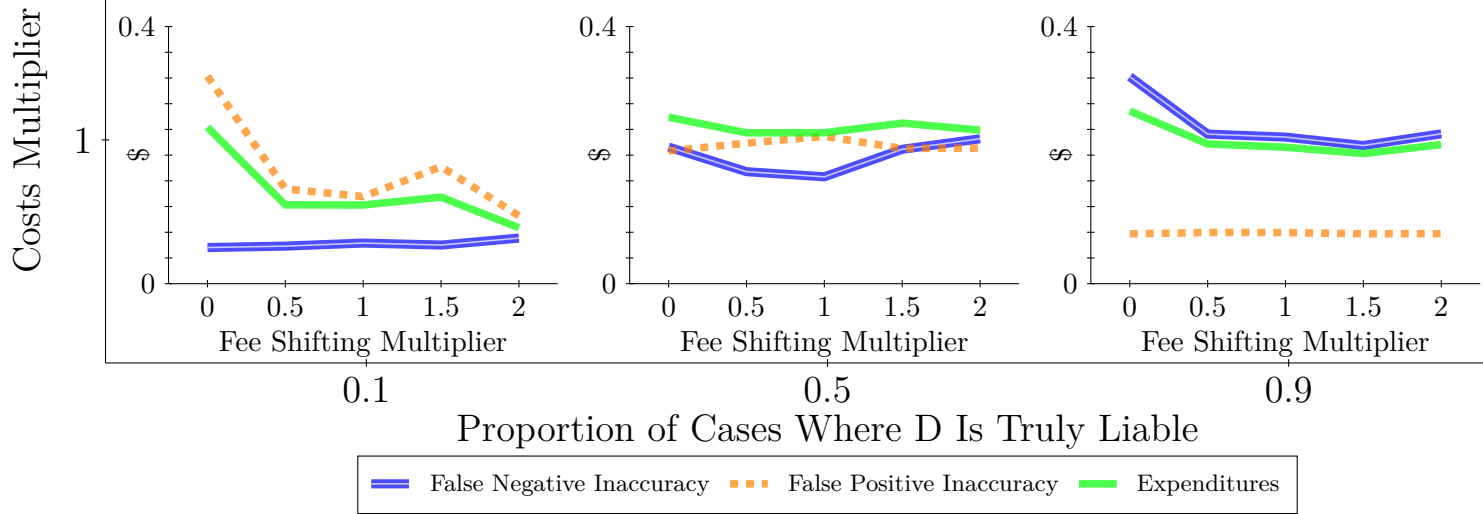 Costs Multiplier
1
0.4
$
0
0 0.5 1 1.5 2
Fee Shifting Multiplier
0.4
$
0
0 0.5 1 1.5 2
Fee Shifting Multiplier
0.4
$
0
0 0.5 1 1.5 2
Fee Shifting Multiplier
0.1 0.5 0.9
Proportion of Cases Where D Is Truly Liable
False Negative Inaccuracy False Positive Inaccuracy Expenditures